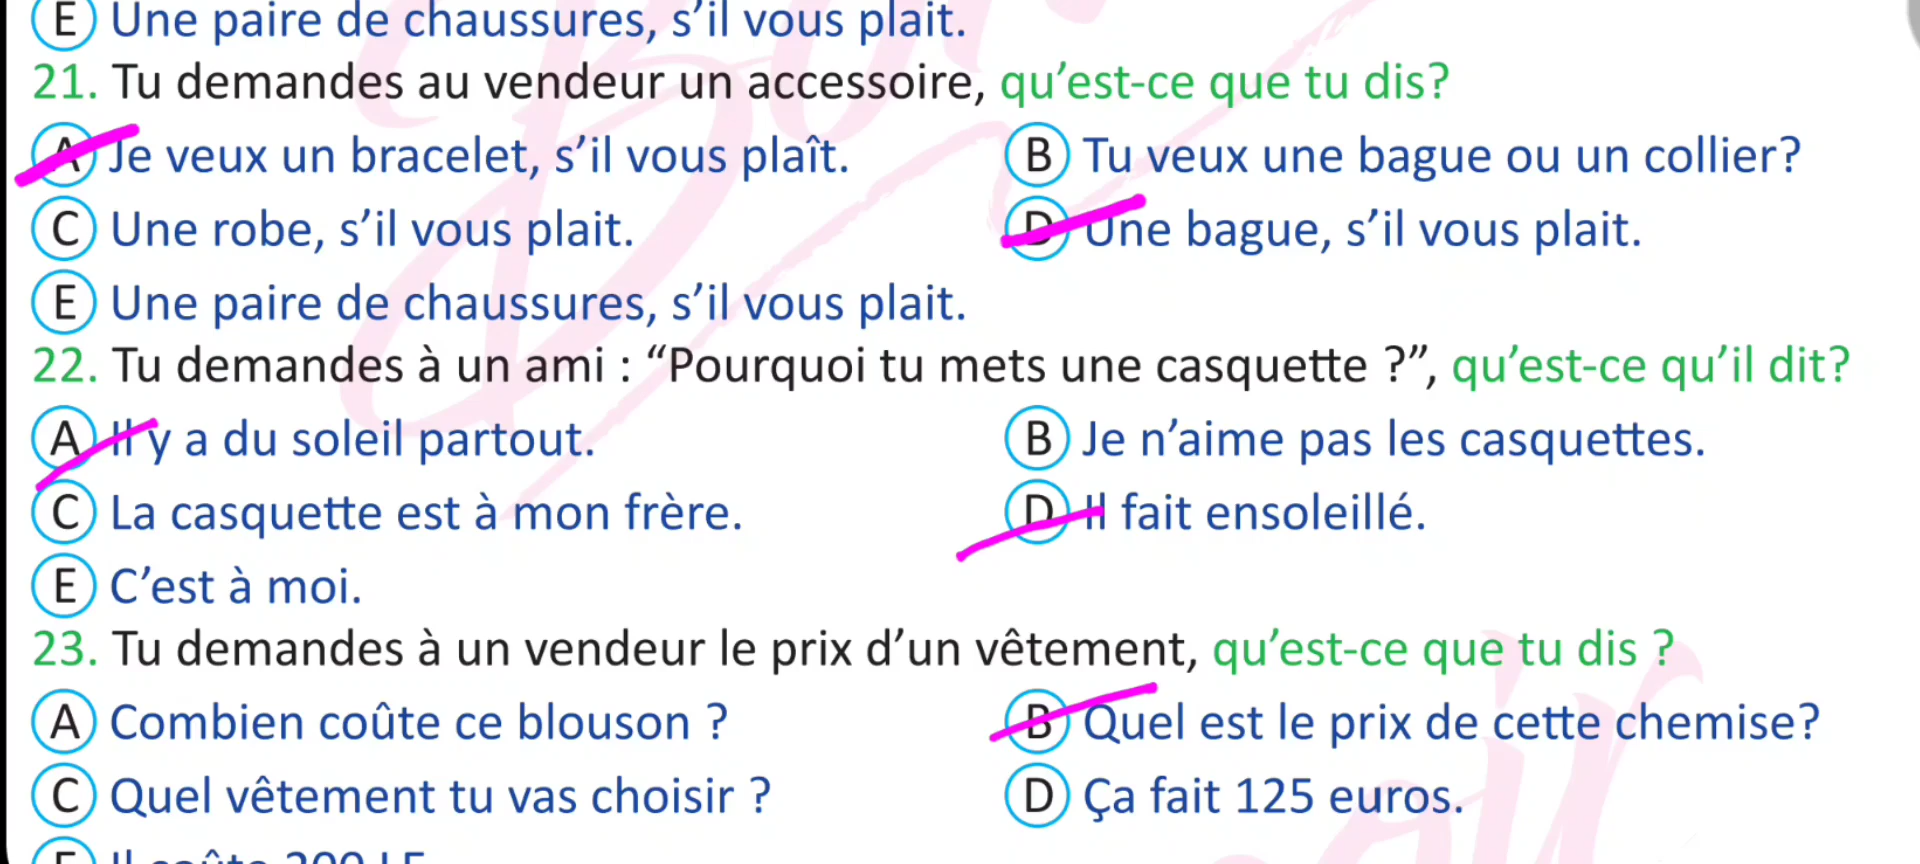 E Une paire de chaussures, s’il vous plait.
21. Tu demandes au vendeur un accessoire, qu’est-ce que tu dis?
A Je veux un bracelet, s’il vous plaît. B Tu veux une bague ou un collier?
C Une robe, s’il vous plait. D Une bague, s’il vous plait.
E Une paire de chaussures, s’il vous plait.
22. Tu demandes à un ami : “Pourquoi tu mets une casquette ?”, qu’est-ce qu’il dit?
A Il y a du soleil partout. B Je n’aime pas les casquettes.
C La casquette est à mon frère. D Il fait ensoleillé.
E C’est à moi.
23. Tu demandes à un vendeur le prix d’un vêtement, qu’est-ce que tu dis ?
A Combien coûte ce blouson ? B Quel est le prix de cette chemise?
C Quel vêtement tu vas choisir ? D Ça fait 125 euros.
E Il coûte 200 LE